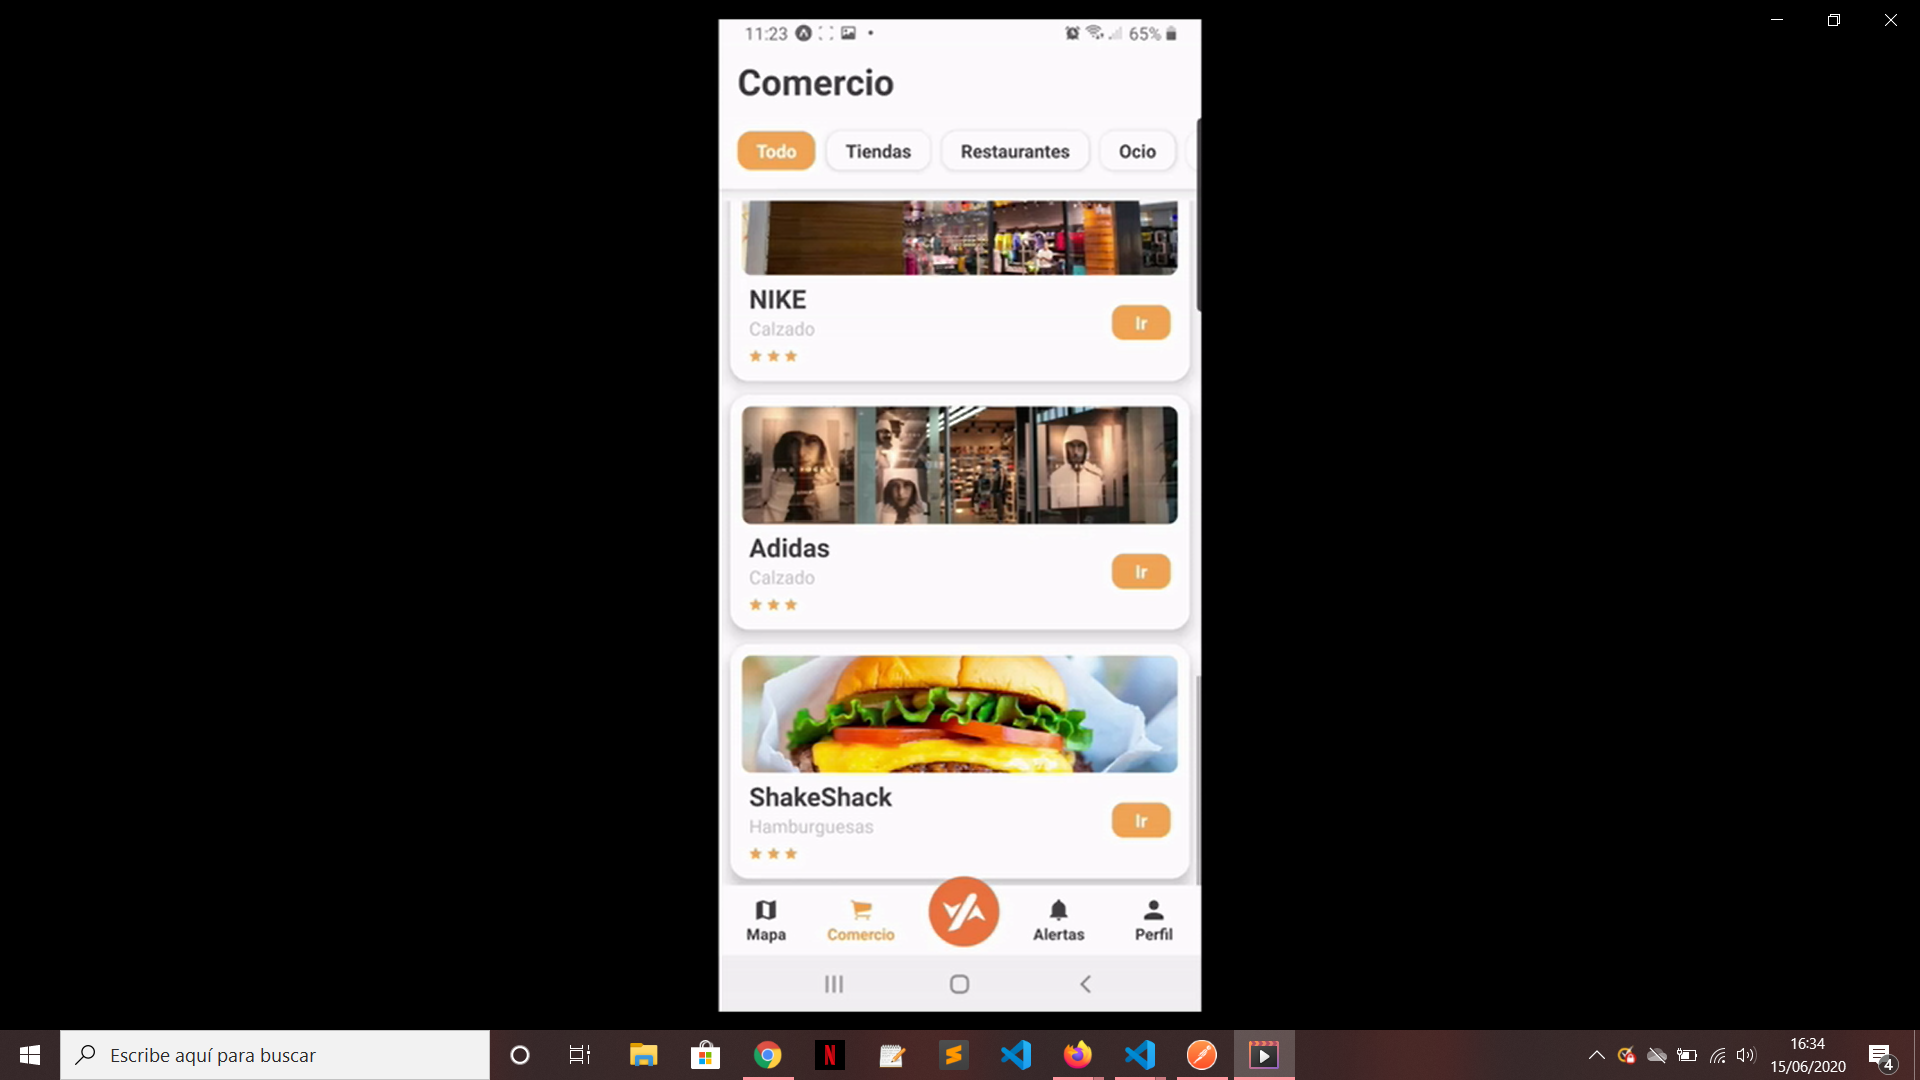 11:23
65%
Comercio
Todo
Tiendas
Restaurantes
Ocio
NIKE
Calzado
Ir
Adidas
Calzado
Ir
ShakeShack
Hamburguesas
Ir
Mapa
Comercio
Alertas
Perfil
Escribe aquí para buscar
16:34
15/06/2020
4